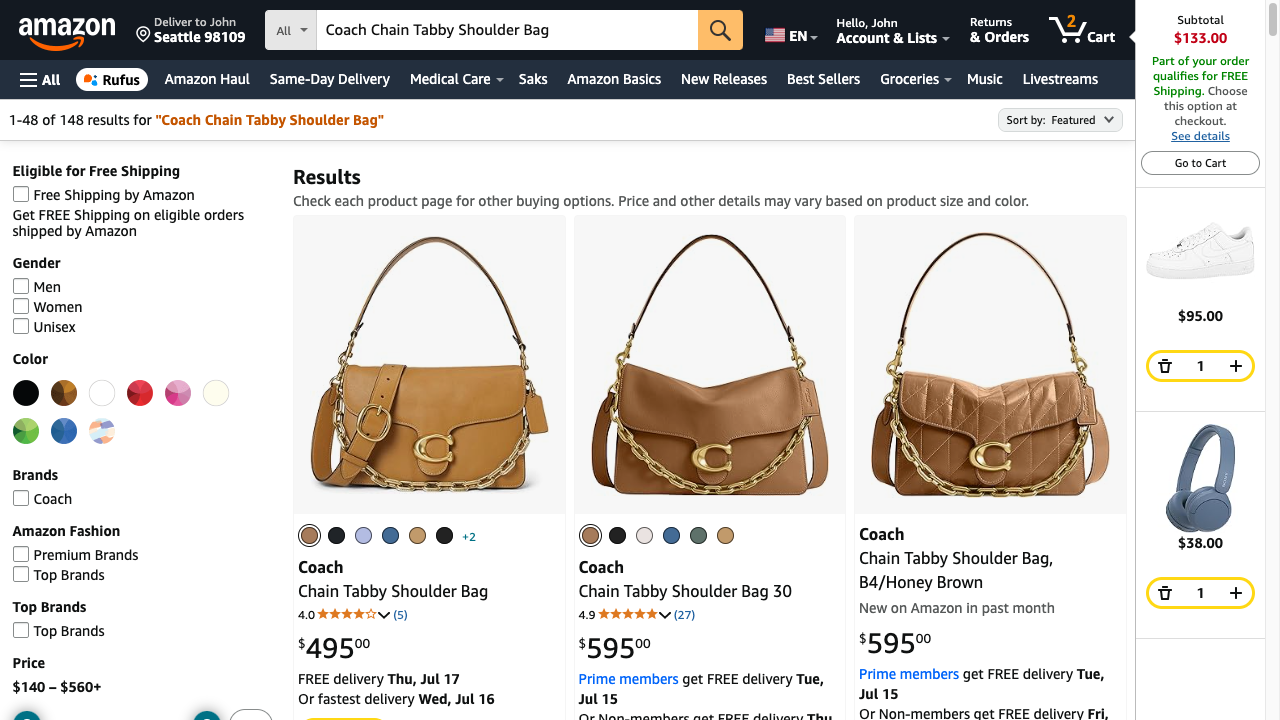 amazon
Deliver to John
Seattle 98109
All
Coach Chain Tabby Shoulder Bag
EN
Hello, John
Account & Lists
Returns
& Orders
2
Cart
All
Rufus
Amazon Haul
Same-Day Delivery
Medical Care
Saks
Amazon Basics
New Releases
Best Sellers
Groceries
Music
Livestreams
1-48 of 148 results for "Coach Chain Tabby Shoulder Bag"
Sort by: Featured
Subtotal
$133.00
Part of your order
qualifies for FREE
Shipping. Choose
this option at
checkout.
See details
Go to Cart
$95.00
1
$38.00
1
Eligible for Free Shipping
Free Shipping by Amazon
Get FREE Shipping on eligible orders
shipped by Amazon
Gender
Men
Women
Unisex
Color
Brands
Coach
Amazon Fashion
Premium Brands
Top Brands
Top Brands
Top Brands
Price
$140 – $560+
Results
Check each product page for other buying options. Price and other details may vary based on product size and color.
+2
Coach
Chain Tabby Shoulder Bag
4.0
(5)
$49500
FREE delivery Thu, Jul 17
Or fastest delivery Wed, Jul 16
Coach
Chain Tabby Shoulder Bag 30
4.9
(27)
$59500
Prime members get FREE delivery Tue,
Jul 15
Or Non-members get FREE delivery Thu
Coach
Chain Tabby Shoulder Bag,
B4/Honey Brown
New on Amazon in past month
$59500
Prime members get FREE delivery Tue,
Jul 15
Or Non-members get FREE delivery Fri,